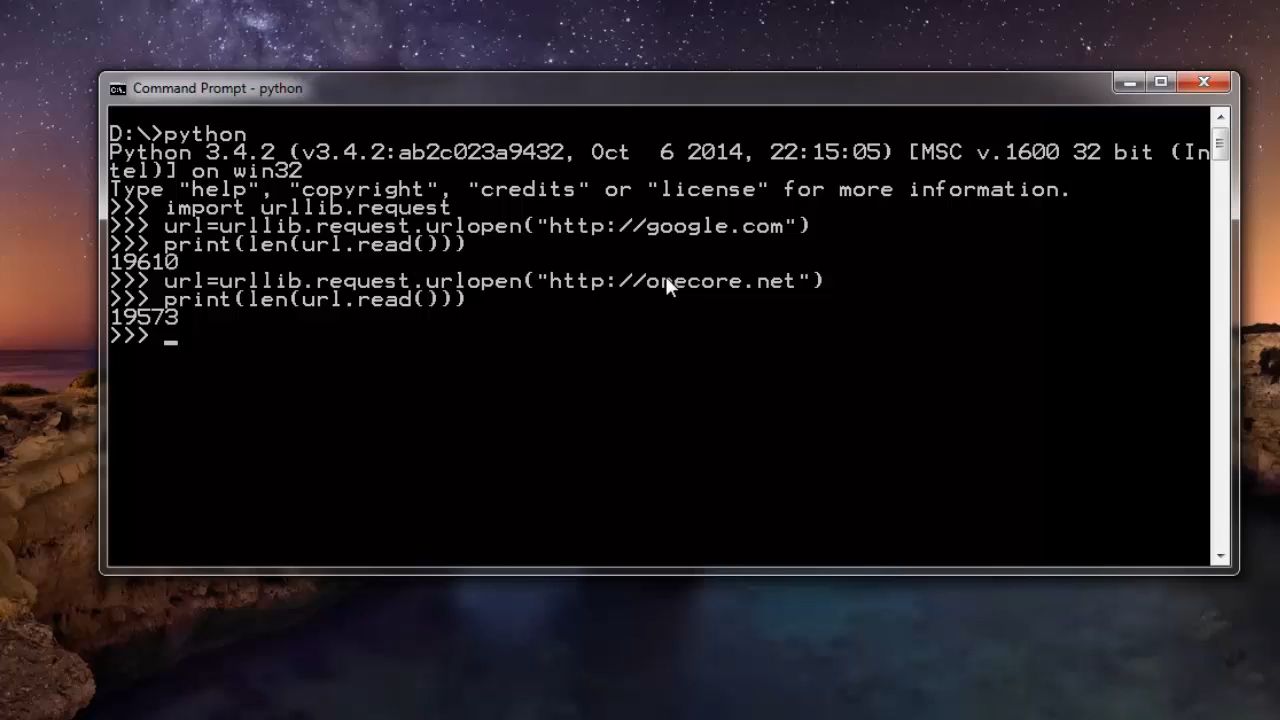 Command Prompt - python
D:\>python
Python 3.4.2 (v3.4.2:ab2c023a9432, Oct  6 2014, 22:15:05) [MSC v.1600 32 bit (In
tel)] on win32
Type "help", "copyright", "credits" or "license" for more information.
>>> import urllib.request
>>> url=urllib.request.urlopen("http://google.com")
>>> print(len(url.read()))
19610
>>> url=urllib.request.urlopen("http://onecore.net")
>>> print(len(url.read()))
19573
>>> _